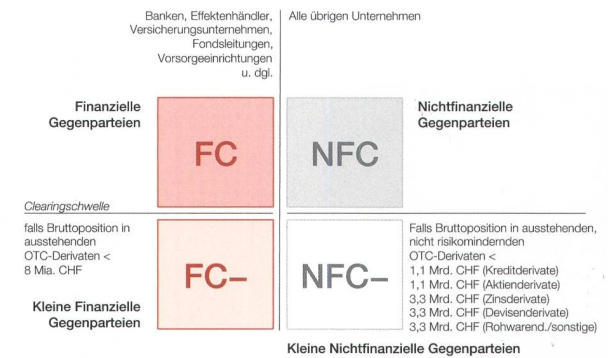 Banken, Effektenhändler,
Versicherungsunternehmen,
Fondsleitungen,
Vorsorgeeinrichtungen
u. dgl.
Alle übrigen Unternehmen
Finanzielle
Gegenparteien
FC
NFC
Nichtfinanzielle
Gegenparteien
Clearingschwelle
falls Bruttoposition in
ausstehenden
OTC-Derivaten <
8 Mia. CHF
Kleine Finanzielle
Gegenparteien
FC–
NFC–
Falls Bruttoposition in ausstehenden,
nicht risikomindernden
OTC-Derivaten <
1,1 Mrd. CHF (Kreditderivate)
1,1 Mrd. CHF (Aktienderivate)
3,3 Mrd. CHF (Zinsderivate)
3,3 Mrd. CHF (Devisenderivate)
3,3 Mrd. CHF (Rohwarend./sonstige)
Kleine Nichtfinanzielle Gegenparteien